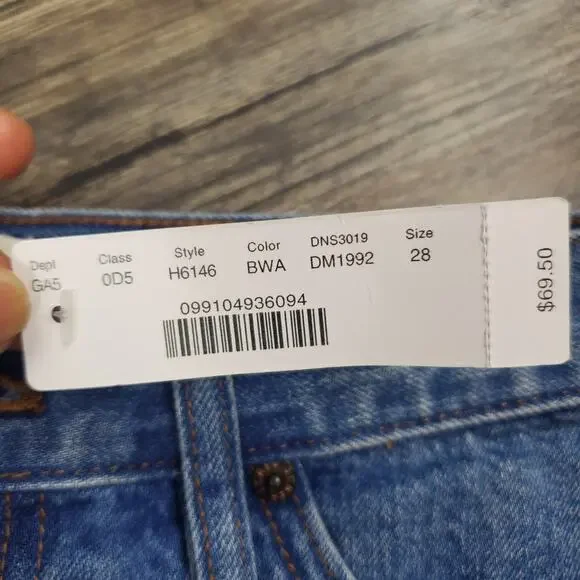 Dept Class Style Color DNS3019 Size
GA5 0D5 H6146 BWA DM1992 28
099104936094
$69.50